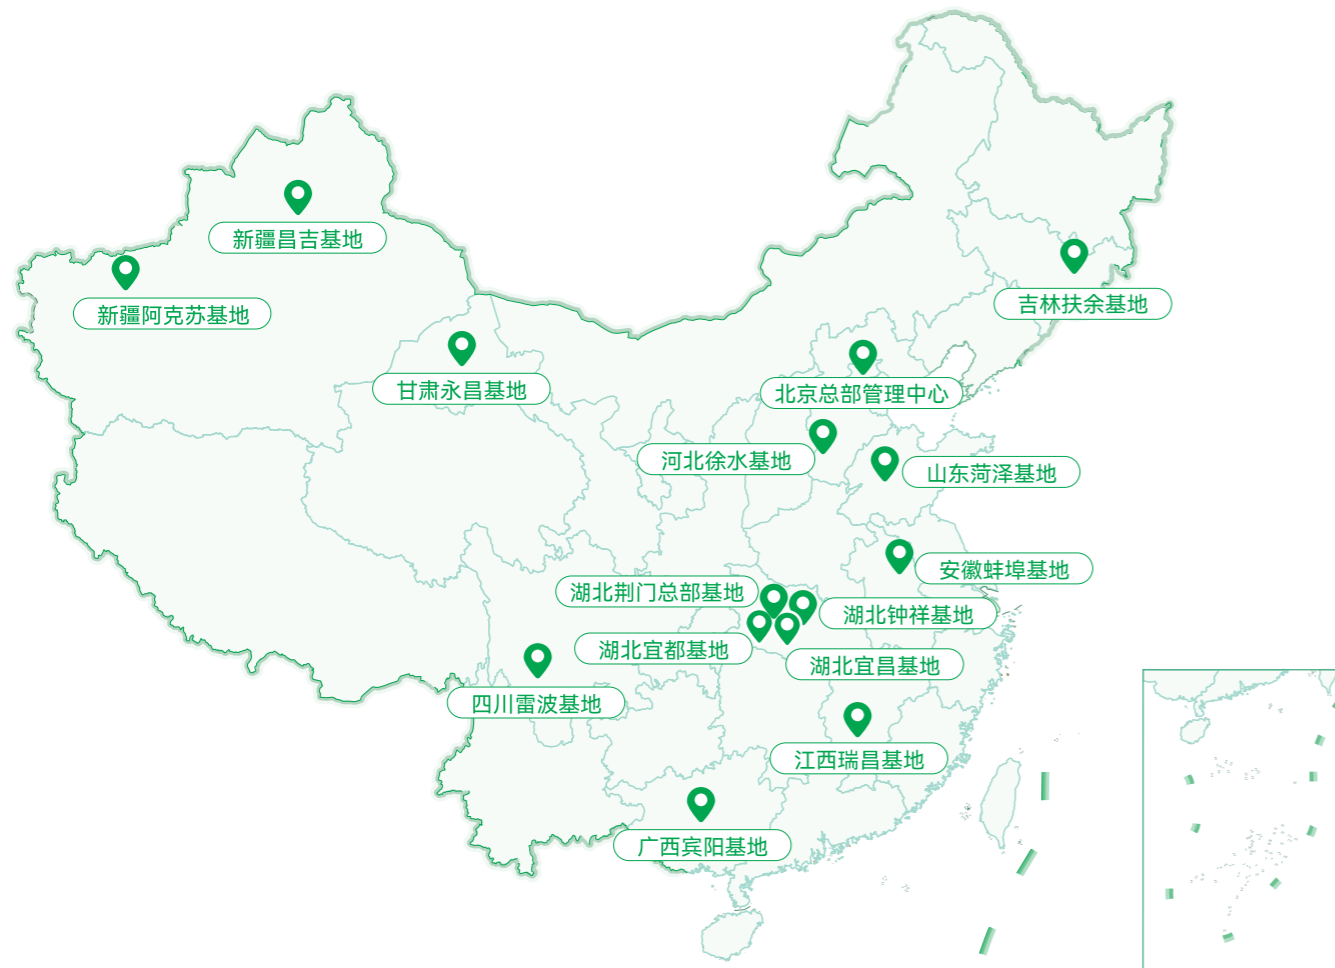 新疆昌吉基地
新疆阿克苏基地
吉林扶余基地
甘肃永昌基地
北京总部管理中心
河北徐水基地
山东菏泽基地
安徽蚌埠基地
湖北荆门总部基地
湖北钟祥基地
湖北宜都基地
湖北宜昌基地
四川雷波基地
江西瑞昌基地
广西宾阳基地